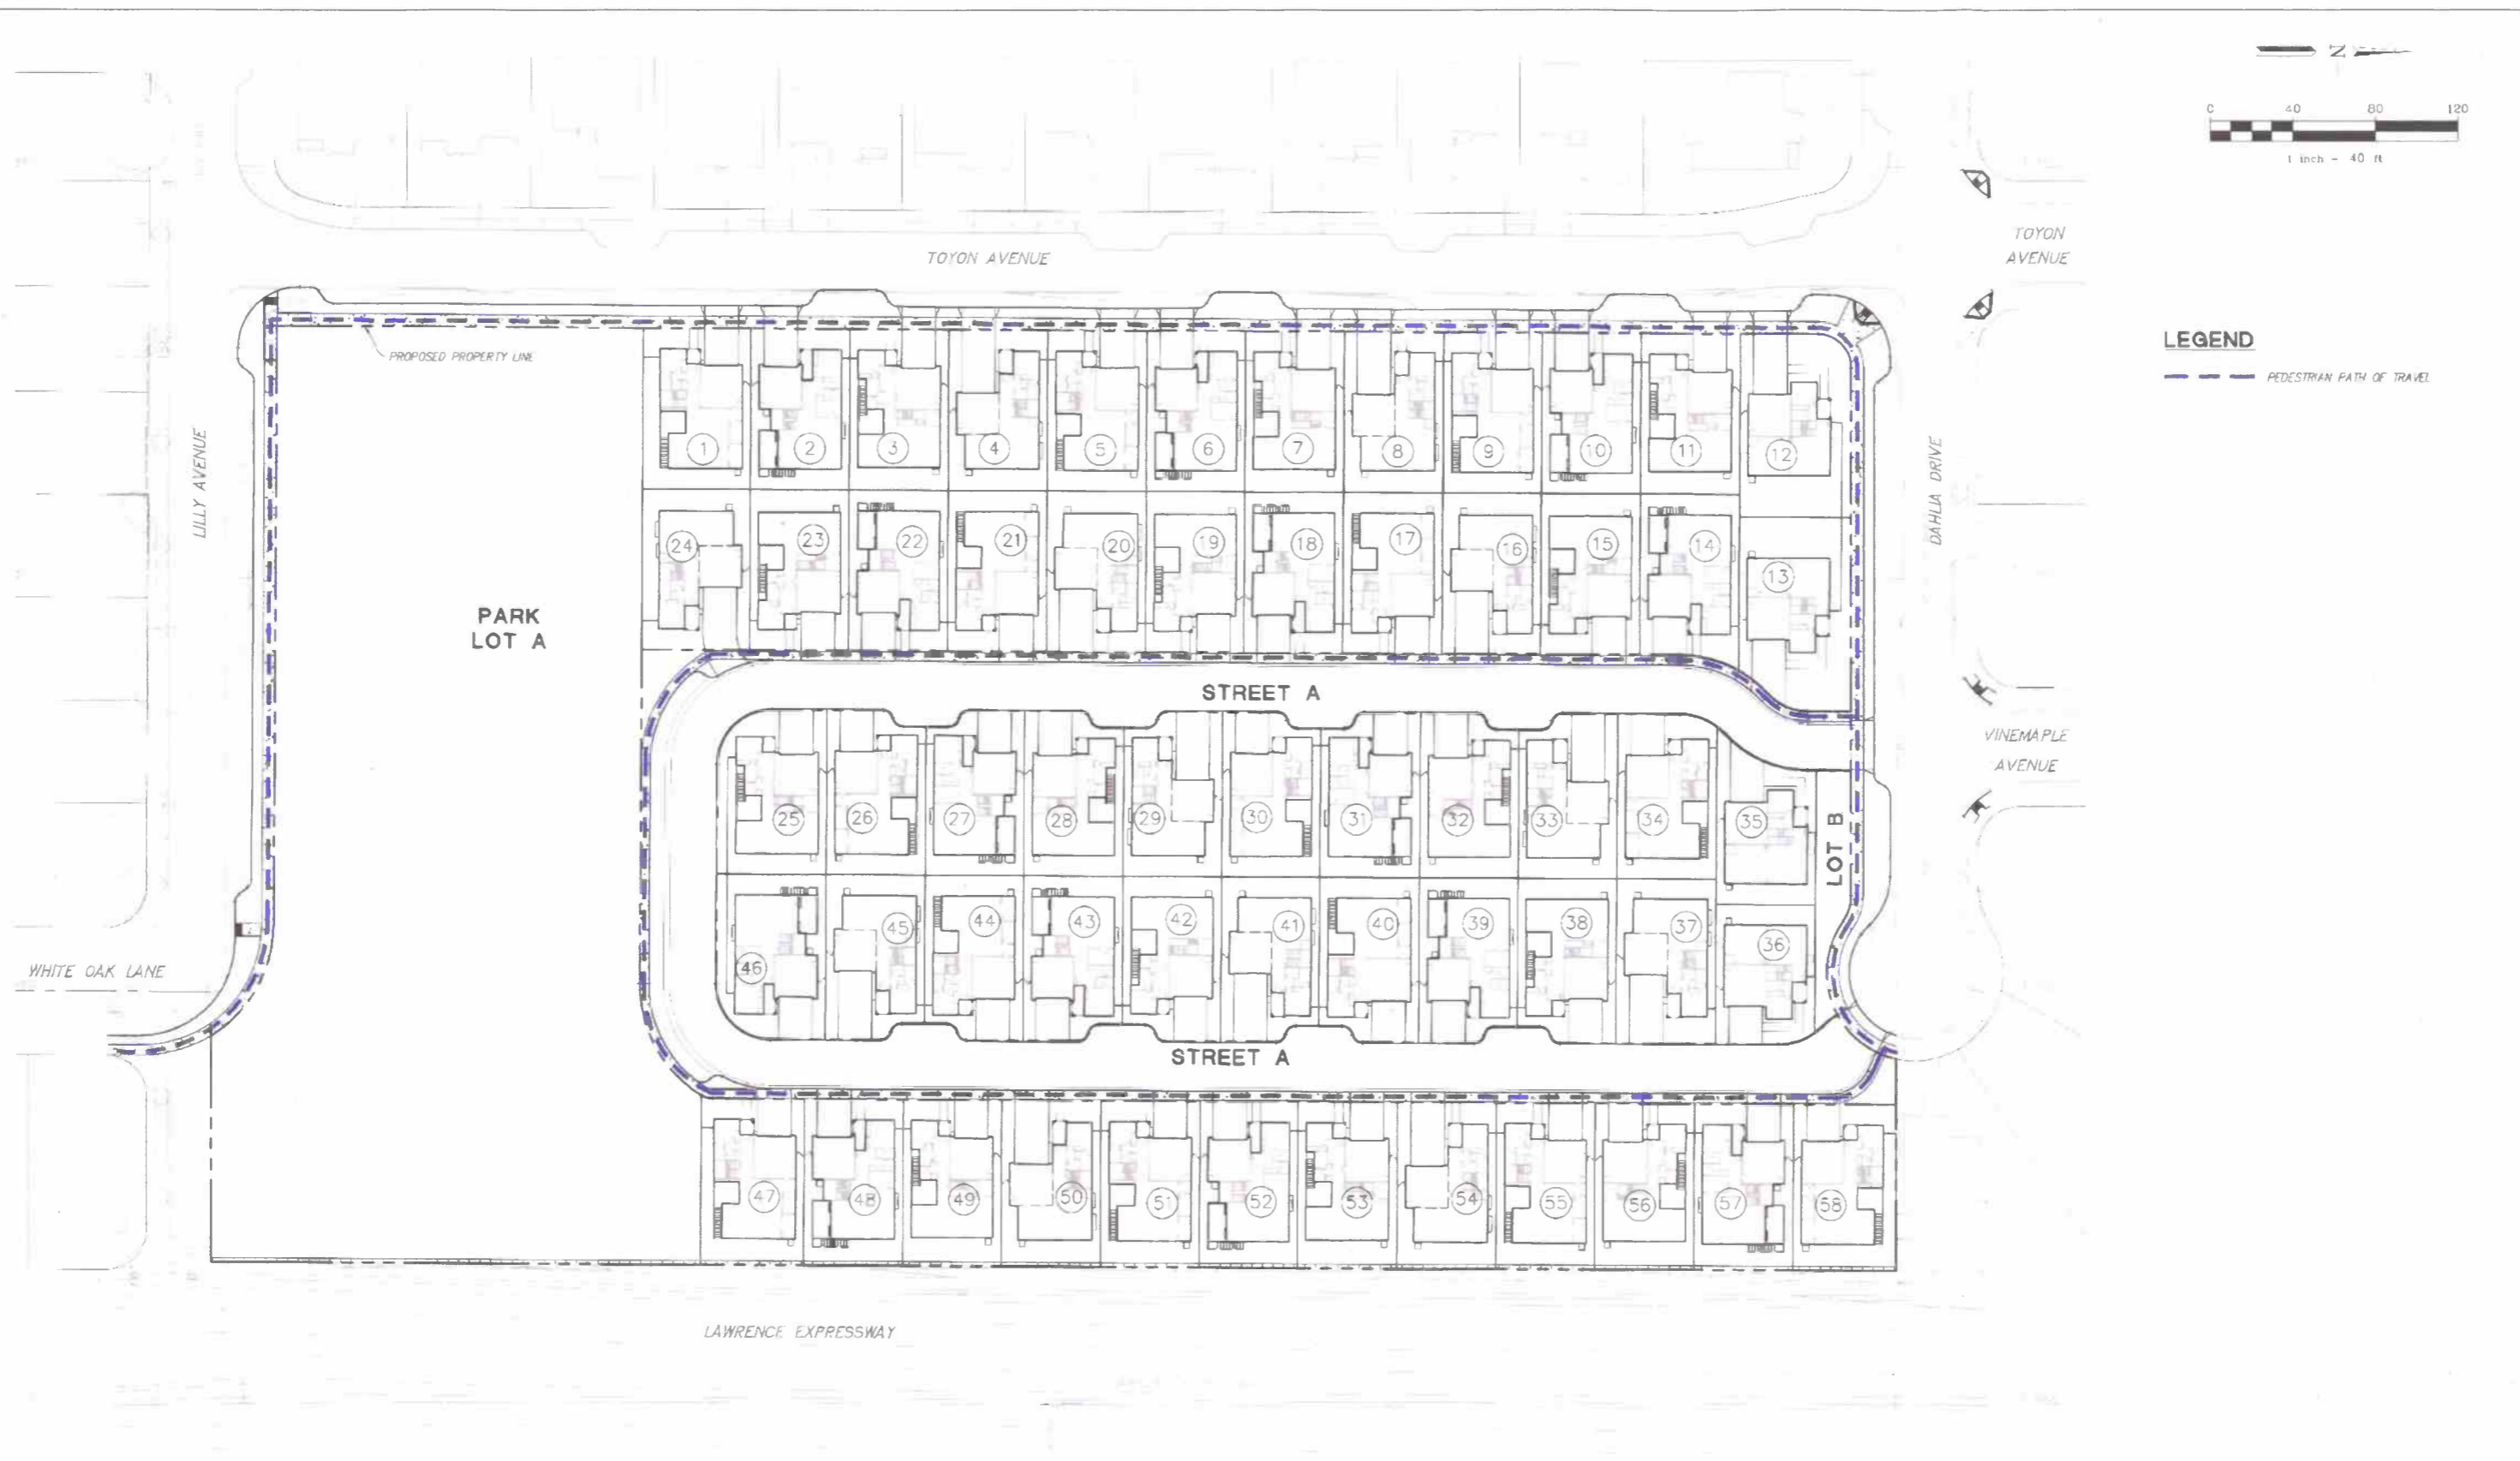 Z
0 40 80 120
1 inch = 40 ft
TOYON
AVENUE
TOYON AVENUE
LEGEND
PEDESTRIAN PATH OF TRAVEL
PROPOSED PROPERTY LINE
LILLY AVENUE
DAHLIA DRIVE
1 2 3 4 5 6 7 8 9 10 11 12
24 23 22 21 20 19 18 17 16 15 14 13
PARK
LOT A
STREET A
VINEMAPLE
AVENUE
25 26 27 28 29 30 31 32 33 34 35
LOT B
46 45 44 43 42 41 40 39 38 37 36
WHITE OAK LANE
STREET A
47 48 49 50 51 52 53 54 55 56 57 58
LAWRENCE EXPRESSWAY